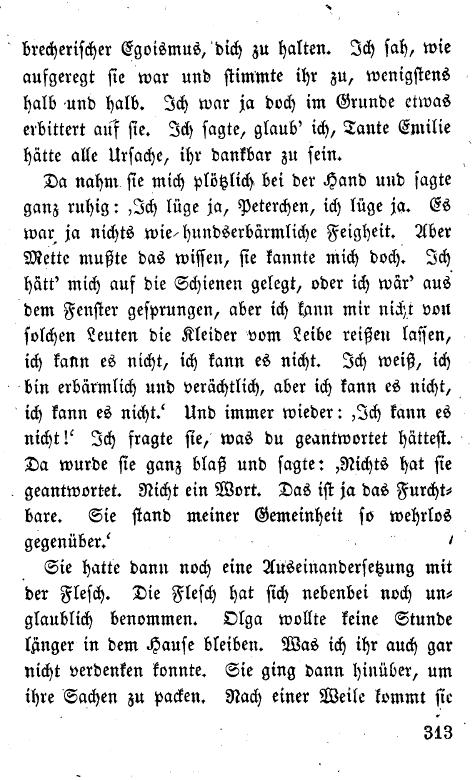 brecherischer Egoismus, dich zu halten. Ich sah, wie
aufgeregt sie war und stimmte ihr zu, wenigstens
halb und halb. Ich war ja doch im Grunde etwas
erbittert auf sie. Ich sagte, glaub' ich, Tante Emilie
hätte alle Ursache, ihr dankbar zu sein.
Da nahm sie mich plötzlich bei der Hand und sagte
ganz ruhig: ‚Ich lüge ja, Peterchen, ich lüge ja. Es
war ja nichts wie hundserbärmliche Feigheit. Aber
Mette mußte das wissen, sie kannte mich doch. Ich
hätt' mich auf die Schienen gelegt, oder ich wär' aus
dem Fenster gesprungen, aber ich kann mir nicht von
solchen Leuten die Kleider vom Leibe reißen lassen,
ich kann es nicht, ich kann es nicht. Ich weiß, ich
bin erbärmlich und verächtlich, aber ich kann es nicht,
ich kann es nicht.‘ Und immer wieder: ‚Ich kann es
nicht!‘ Ich fragte sie, was du geantwortet hättest.
Da wurde sie ganz blaß und sagte: ‚Nichts hat sie
geantwortet. Nicht ein Wort. Das ist ja das Furcht-
bare. Sie stand meiner Gemeinheit so wehrlos
gegenüber.‘
Sie hatte dann noch eine Auseinandersetzung mit
der Flesch. Die Flesch hat sich nebenbei noch un-
glaublich benommen. Olga wollte keine Stunde
länger in dem Hause bleiben. Was ich ihr auch gar
nicht verdenken konnte. Sie ging dann hinüber, um
ihre Sachen zu packen. Nach einer Weile kommt sie
313